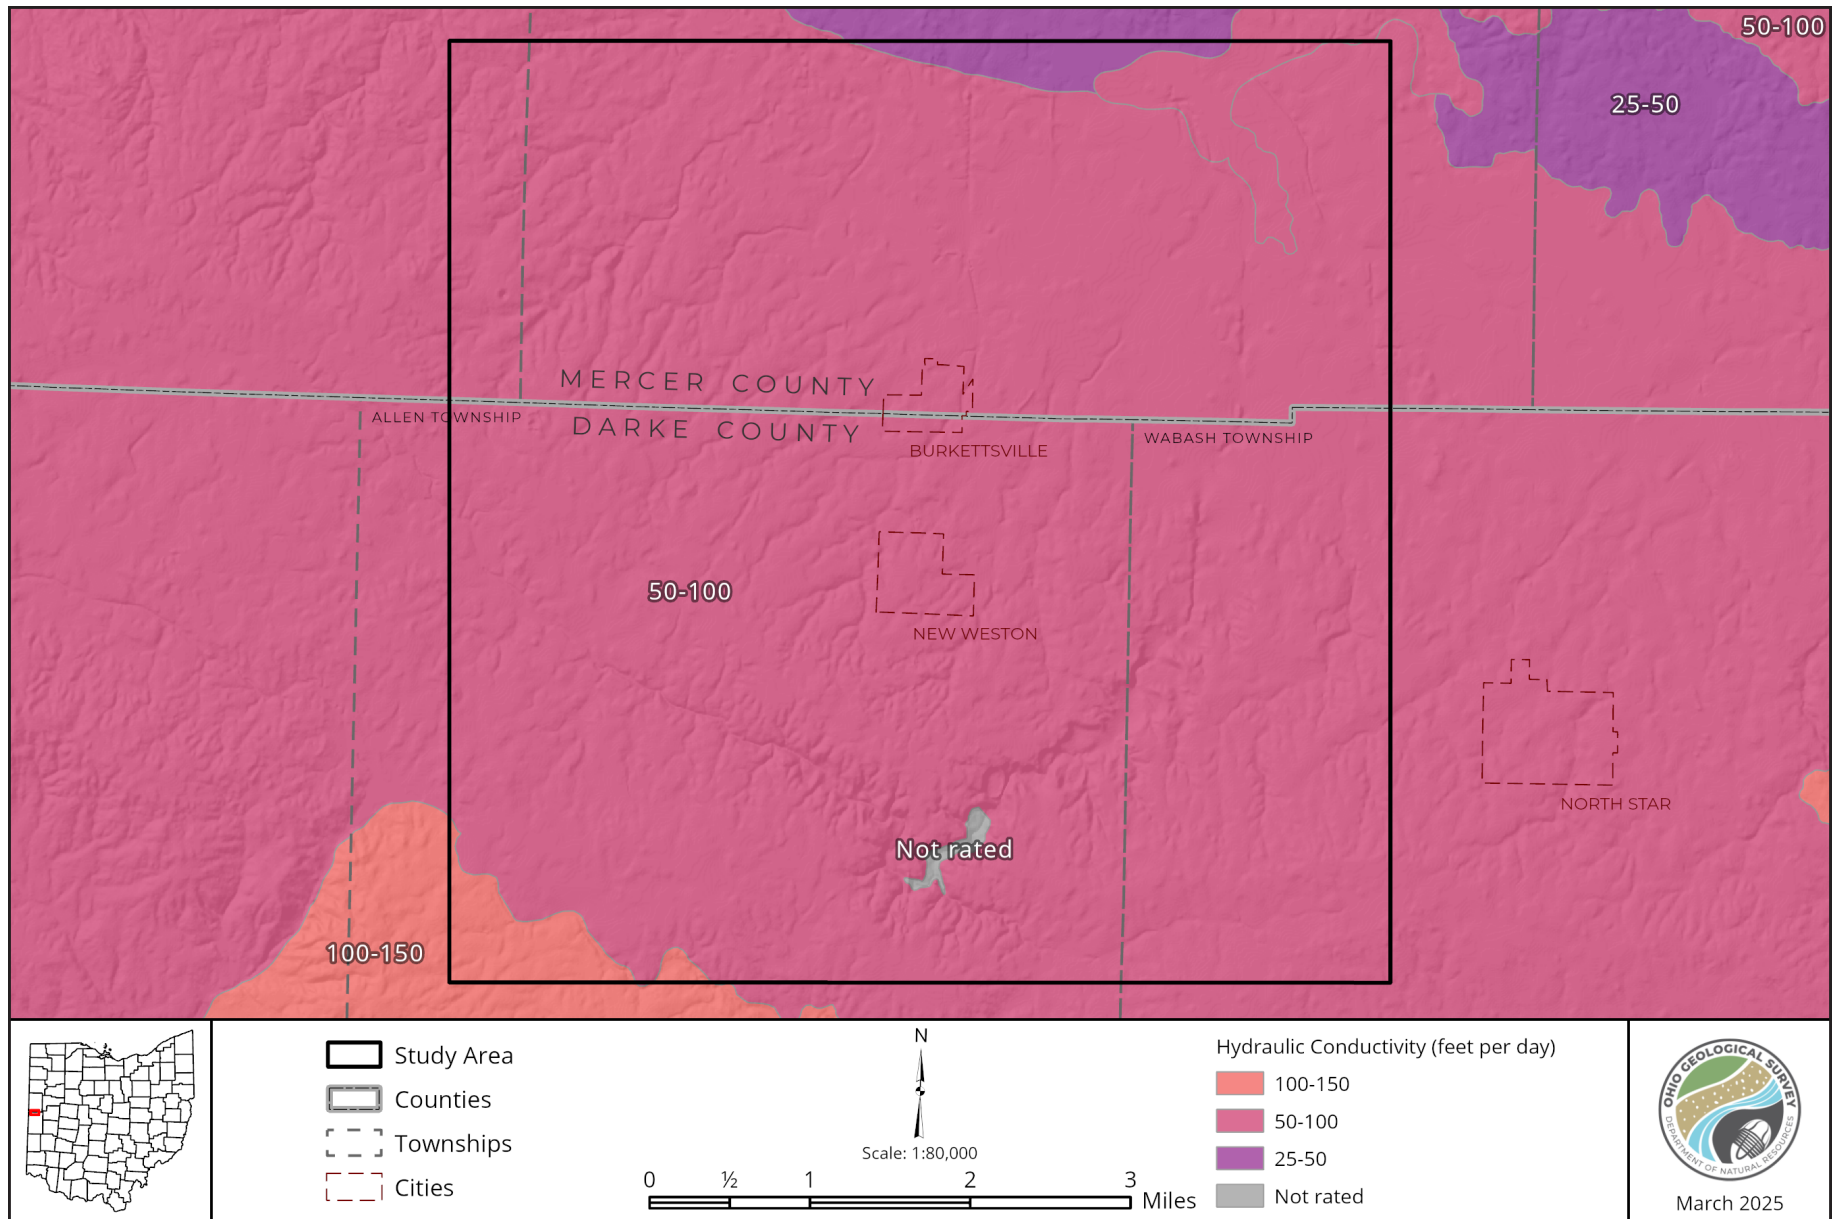 50-100
25-50
MERCER COUNTY
ALLEN TOWNSHIP
DARKE COUNTY
WABASH TOWNSHIP
BURKETTSVILLE
50-100
NEW WESTON
NORTH STAR
Not rated
100-150
Study Area
Counties
Townships
Cities
N
Scale: 1:80,000
0 ½ 1 2 3 Miles
Hydraulic Conductivity (feet per day)
100-150
50-100
25-50
Not rated
OHIO GEOLOGICAL SURVEY
DEPARTMENT OF NATURAL RESOURCES
March 2025